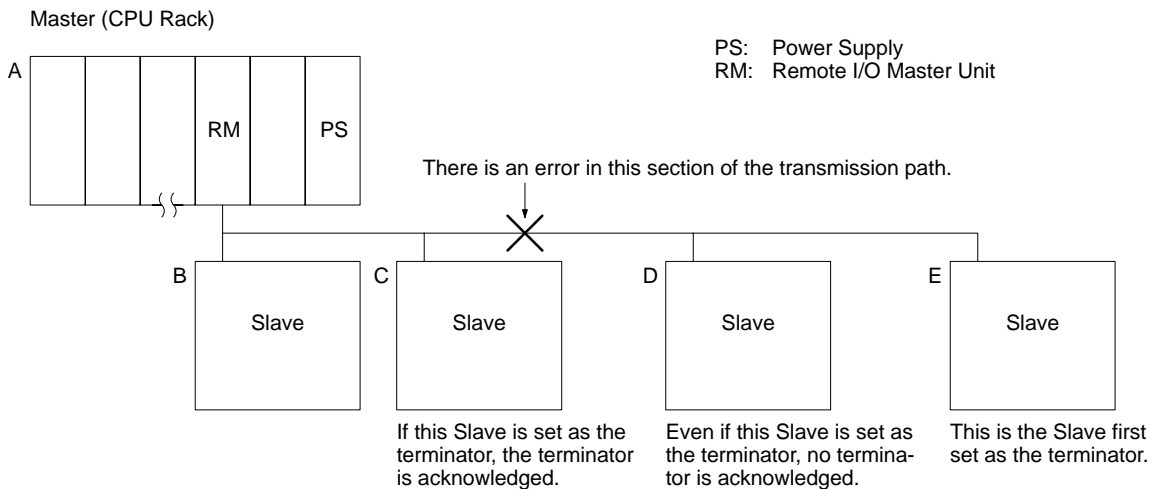 Master (CPU Rack)
PS: Power Supply
RM: Remote I/O Master Unit
A
RM
PS
There is an error in this section of the transmission path.
B
Slave
C
Slave
D
Slave
E
Slave
If this Slave is set as the
terminator, the terminator
is acknowledged.
Even if this Slave is set as
the terminator, no termina-
tor is acknowledged.
This is the Slave first
set as the terminator.